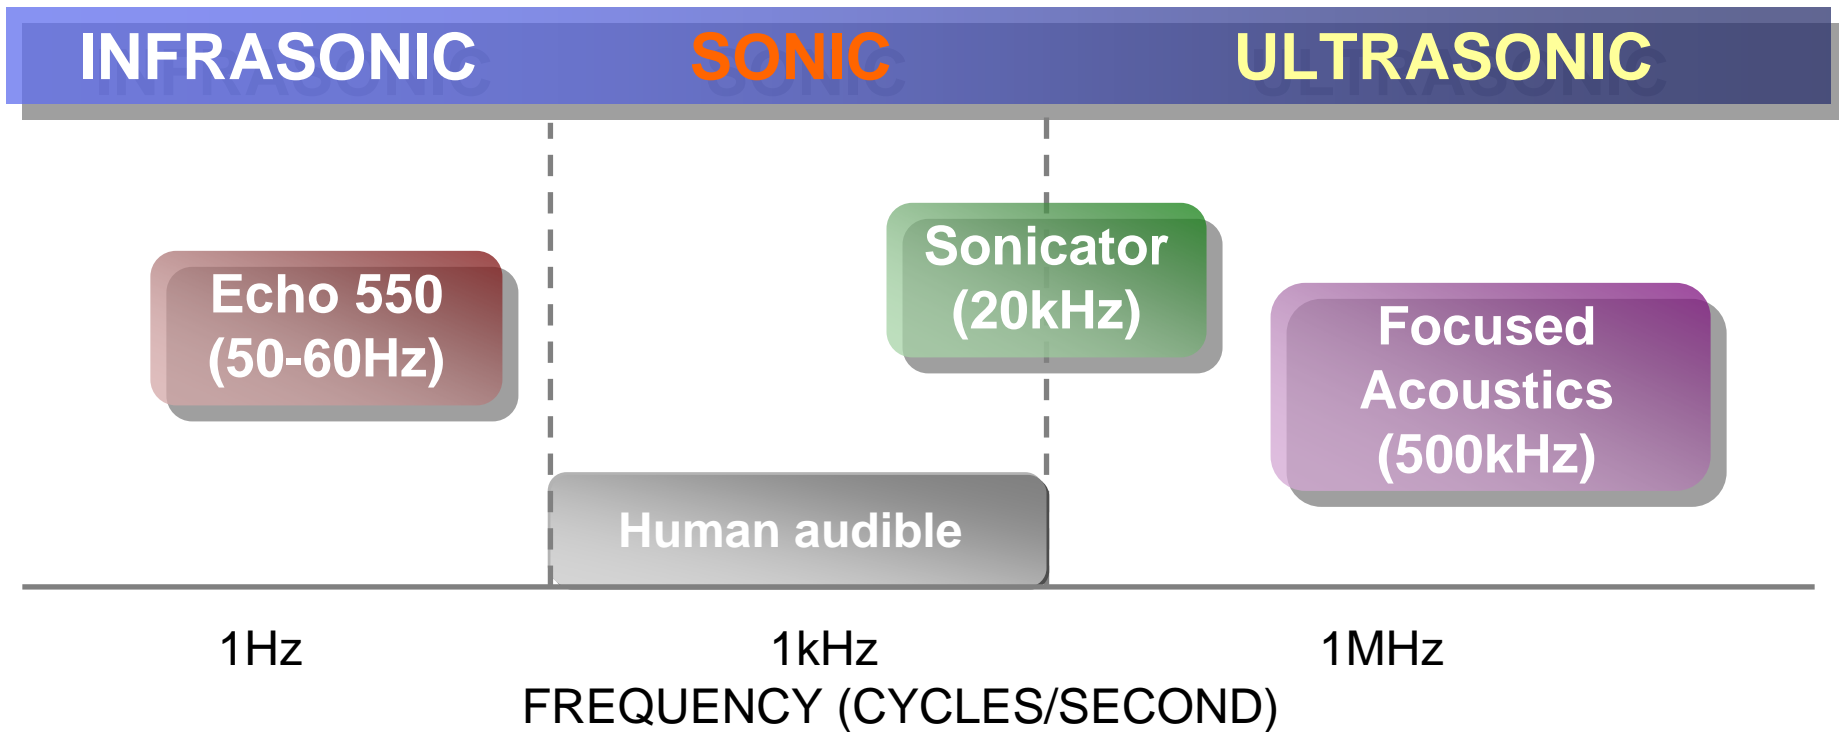 INFRASONIC SONIC ULTRASONIC
Echo 550
(50-60Hz)
Sonicator
(20kHz)
Focused
Acoustics
(500kHz)
Human audible
1Hz 1kHz 1MHz
FREQUENCY (CYCLES/SECOND)